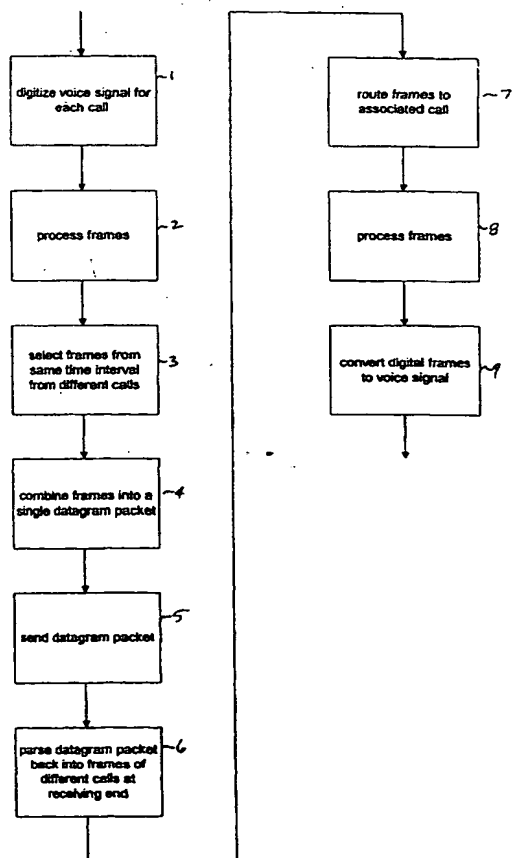 digitize voice signal for
each call
1
process frames
2
select frames from
same time interval
from different calls
3
combine frames into a
single datagram packet
4
send datagram packet
5
parse datagram packet
back into frames of
different calls at
receiving end
6
route frames to
associated call
7
process frames
8
convert digital frames
to voice signal
9